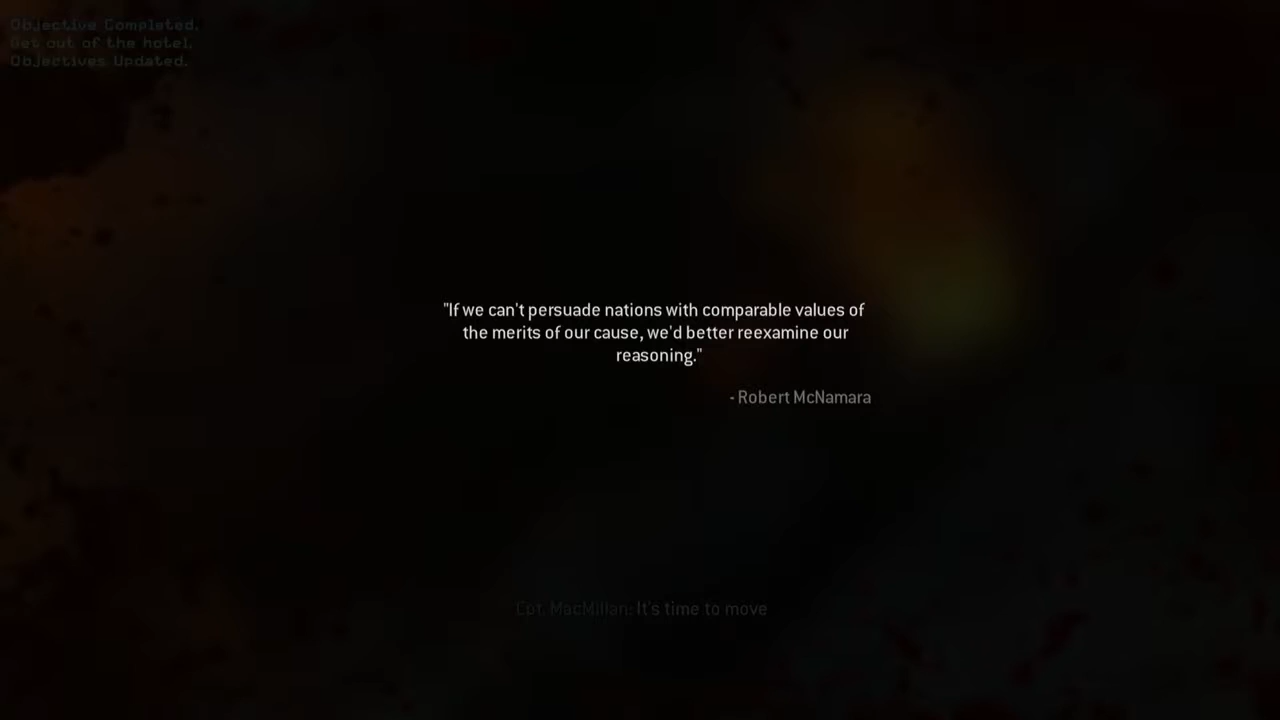 Objective Completed.
Get out of the hotel.
Objectives Updated.
"If we can't persuade nations with comparable values of
the merits of our cause, we'd better reexamine our
reasoning."
- Robert McNamara
Cpt. MacMillan: It's time to move